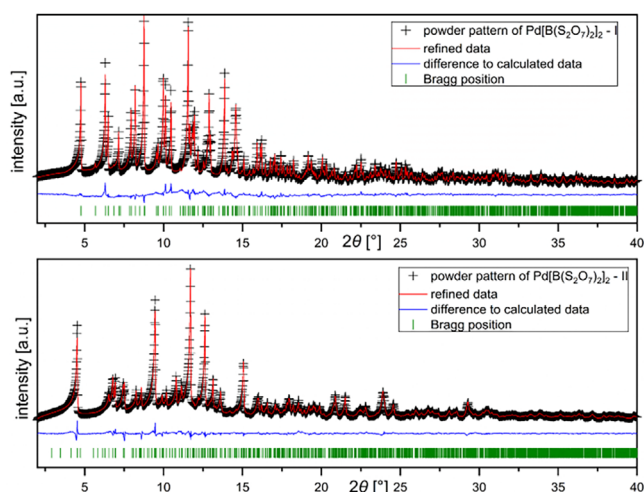 intensity [a.u.]
powder pattern of Pd[B(S₂O₇)₂]₂ - I
refined data
difference to calculated data
Bragg position
5 10 15 20 25 30 35 40
2θ [°]
intensity [a.u.]
powder pattern of Pd[B(S₂O₇)₂]₂ - II
refined data
difference to calculated data
Bragg position
5 10 15 20 25 30 35 40
2θ [°]